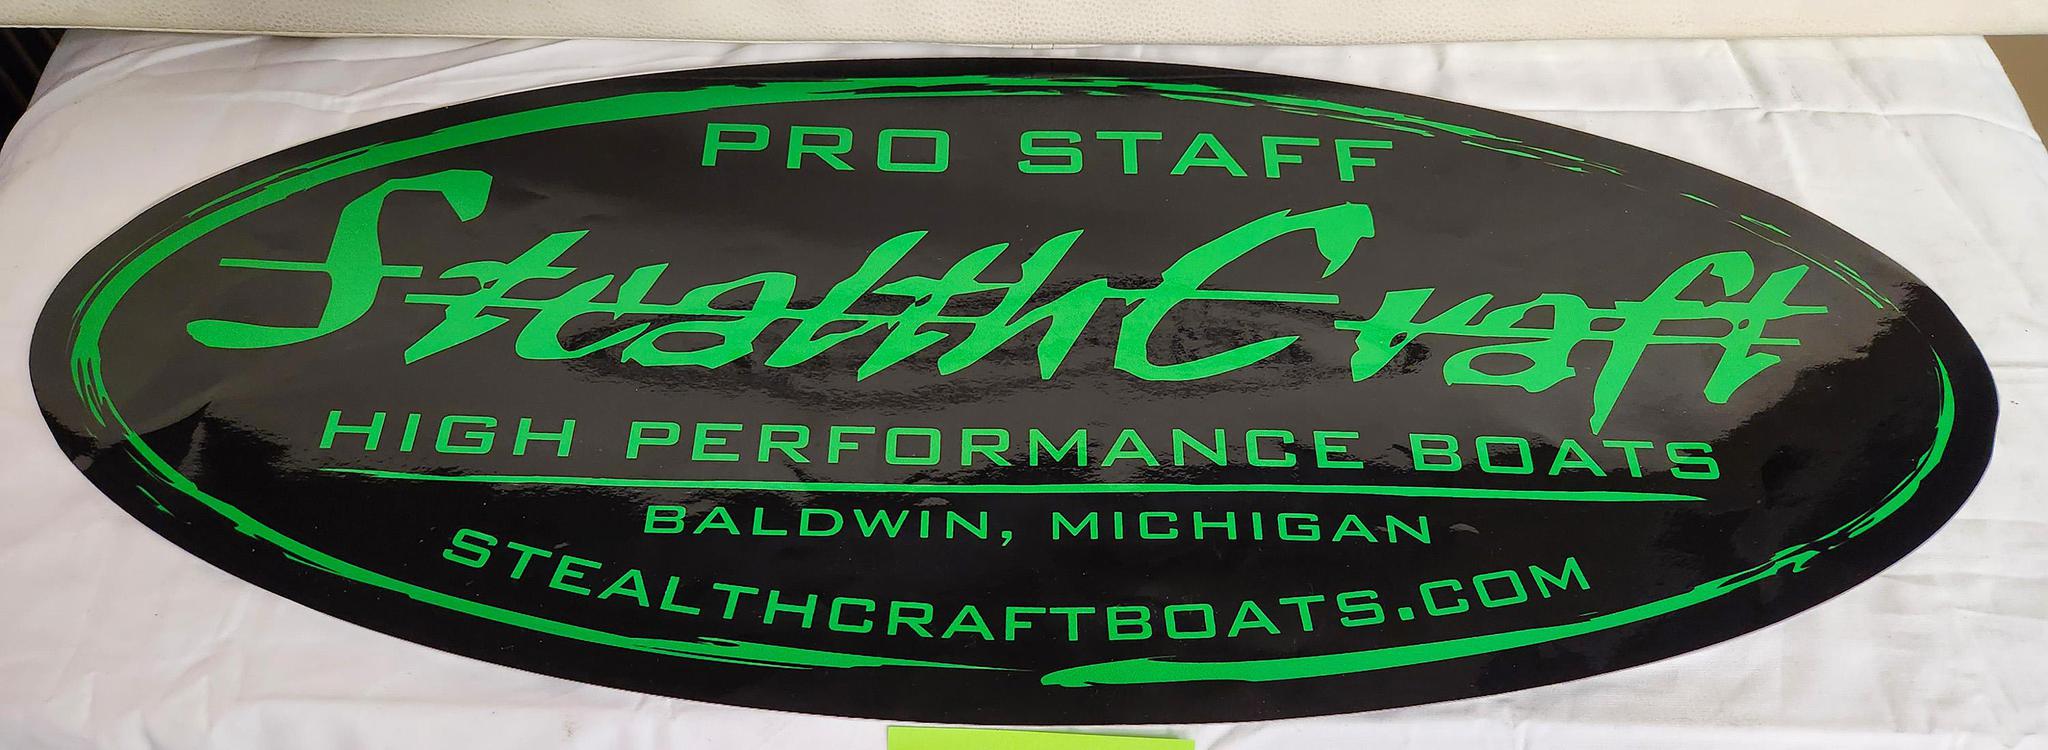 PRO STAFF
StealthCraft
HIGH PERFORMANCE BOATS
BALDWIN, MICHIGAN
STEALTHCRAFTBOATS.COM